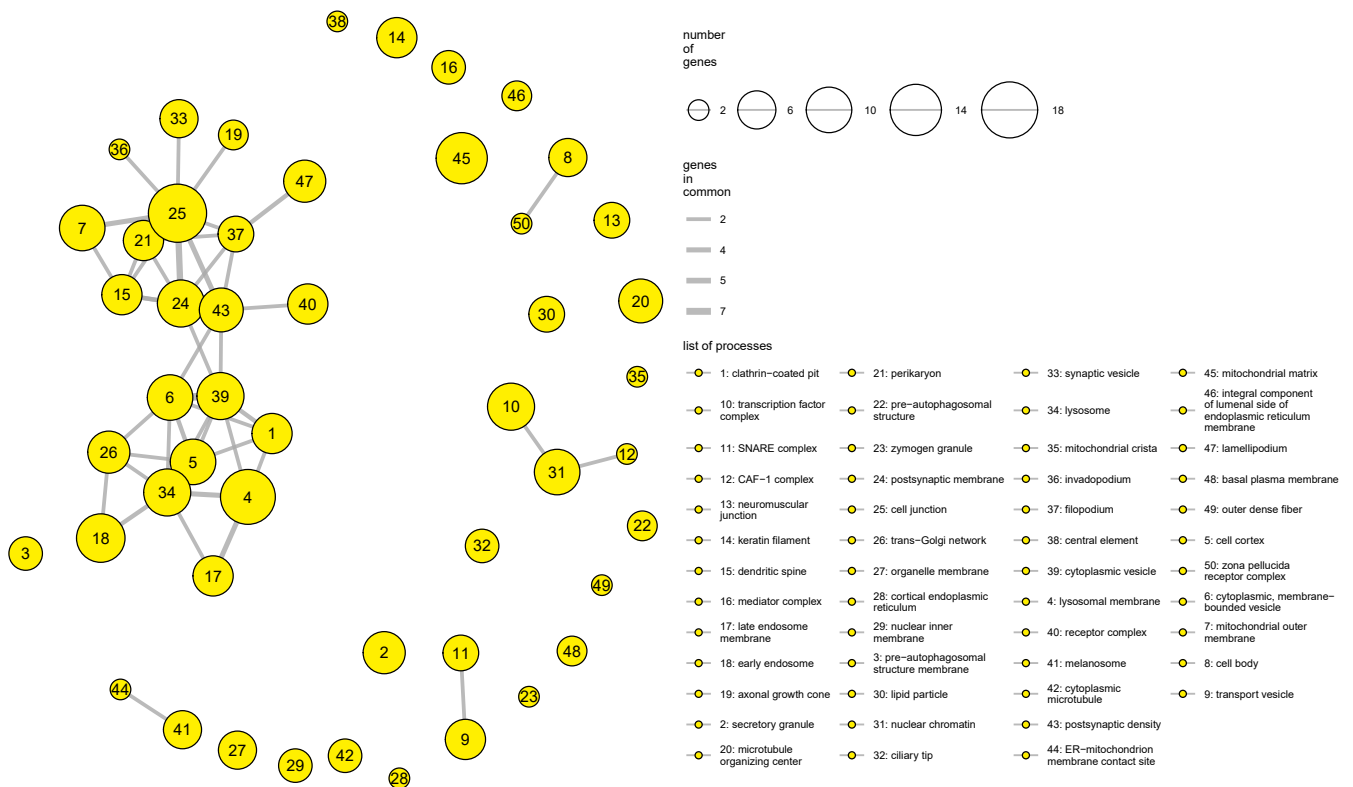 38
14
16
46
33
19
36
45
8
47
25
50
13
7
37
21
15
24
43
40
30
20
35
6
39
10
1
26
5
12
31
34
4
22
18
32
3
17
49
2
11
48
44
23
41
9
27
29
42
28
number
of
genes
2
6
10
14
18
genes
in
common
2
4
5
7
list of processes
1: clathrin−coated pit
10: transcription factor
complex
11: SNARE complex
12: CAF−1 complex
13: neuromuscular
junction
14: keratin filament
15: dendritic spine
16: mediator complex
17: late endosome
membrane
18: early endosome
19: axonal growth cone
2: secretory granule
20: microtubule
organizing center
21: perikaryon
22: pre−autophagosomal
structure
23: zymogen granule
24: postsynaptic membrane
25: cell junction
26: trans−Golgi network
27: organelle membrane
28: cortical endoplasmic
reticulum
29: nuclear inner
membrane
3: pre−autophagosomal
structure membrane
30: lipid particle
31: nuclear chromatin
32: ciliary tip
33: synaptic vesicle
34: lysosome
35: mitochondrial crista
36: invadopodium
37: filopodium
38: central element
39: cytoplasmic vesicle
4: lysosomal membrane
40: receptor complex
41: melanosome
42: cytoplasmic
microtubule
43: postsynaptic density
44: ER−mitochondrion
membrane contact site
45: mitochondrial matrix
46: integral component
of lumenal side of
endoplasmic reticulum
membrane
47: lamellipodium
48: basal plasma membrane
49: outer dense fiber
5: cell cortex
50: zona pellucida
receptor complex
6: cytoplasmic, membrane−
bounded vesicle
7: mitochondrial outer
membrane
8: cell body
9: transport vesicle